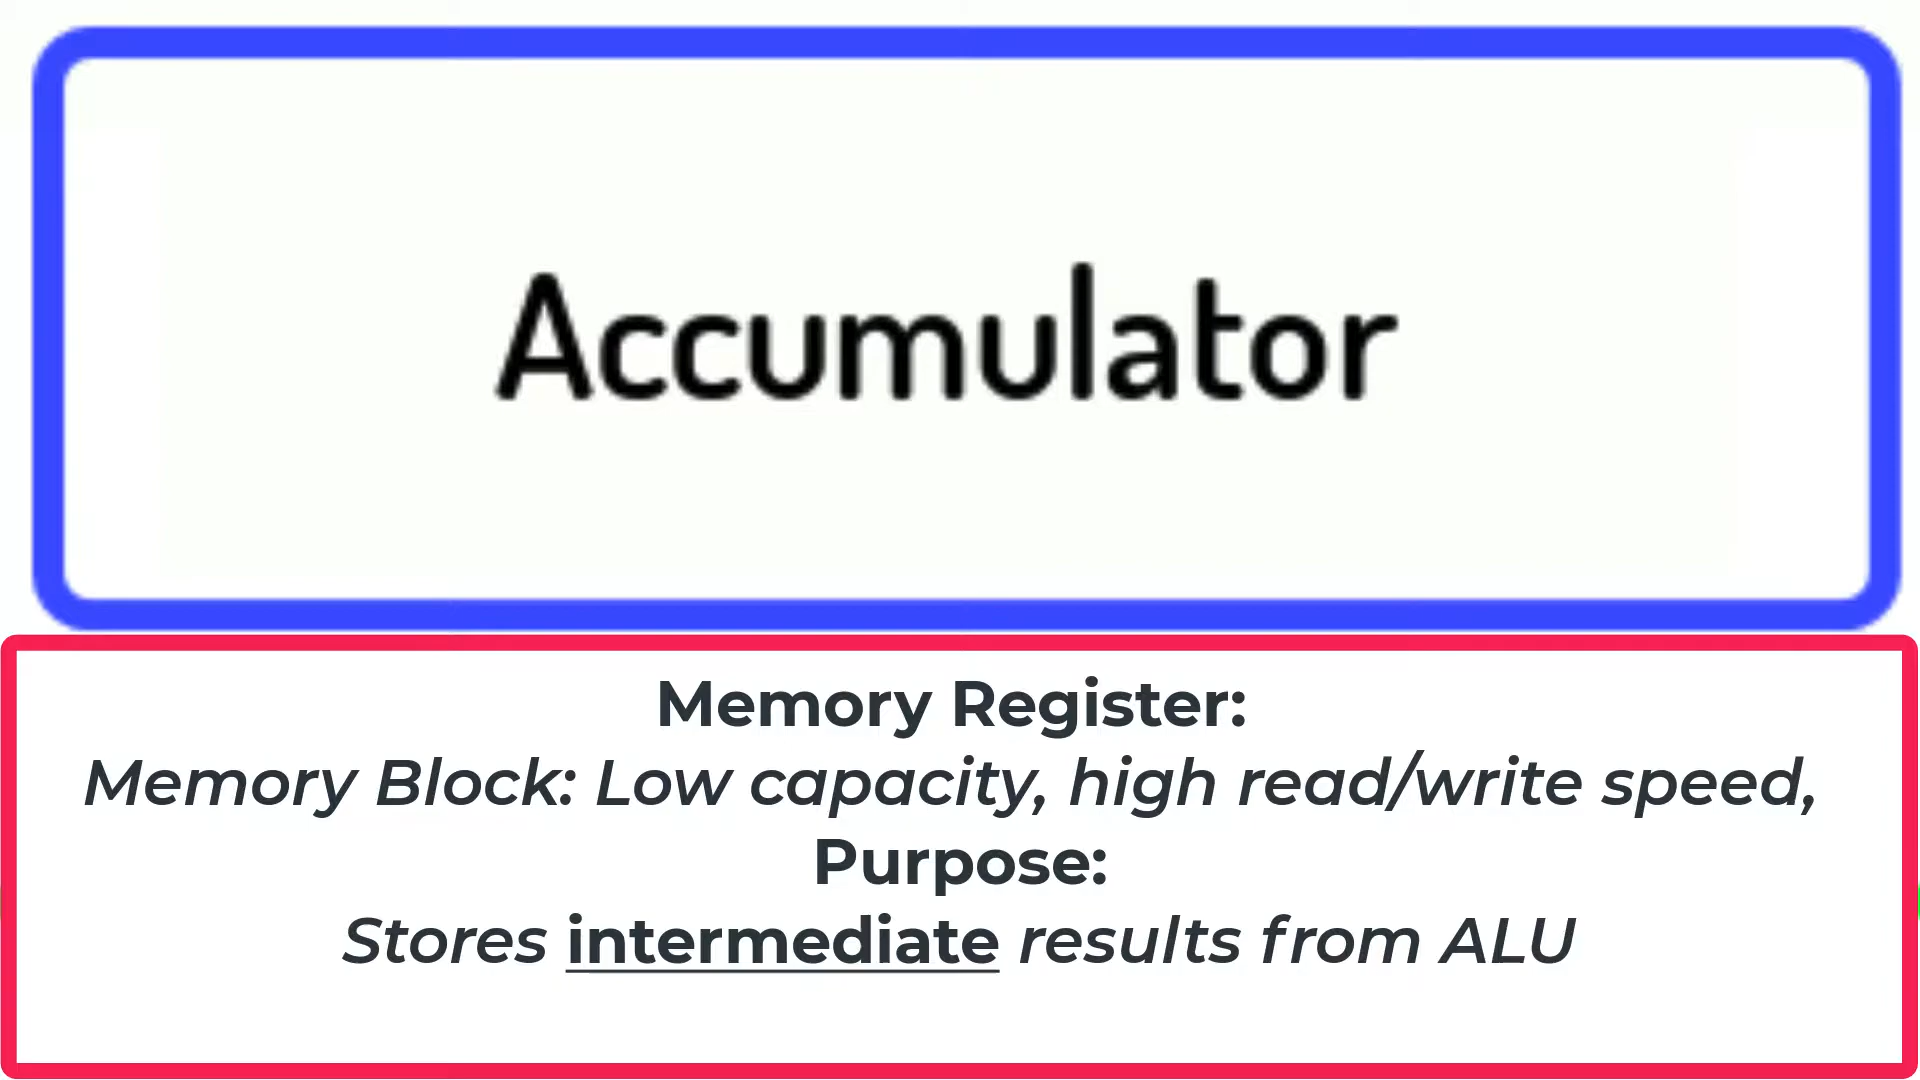 Accumulator
Memory Register:
Memory Block: Low capacity, high read/write speed,
Purpose:
Stores intermediate results from ALU